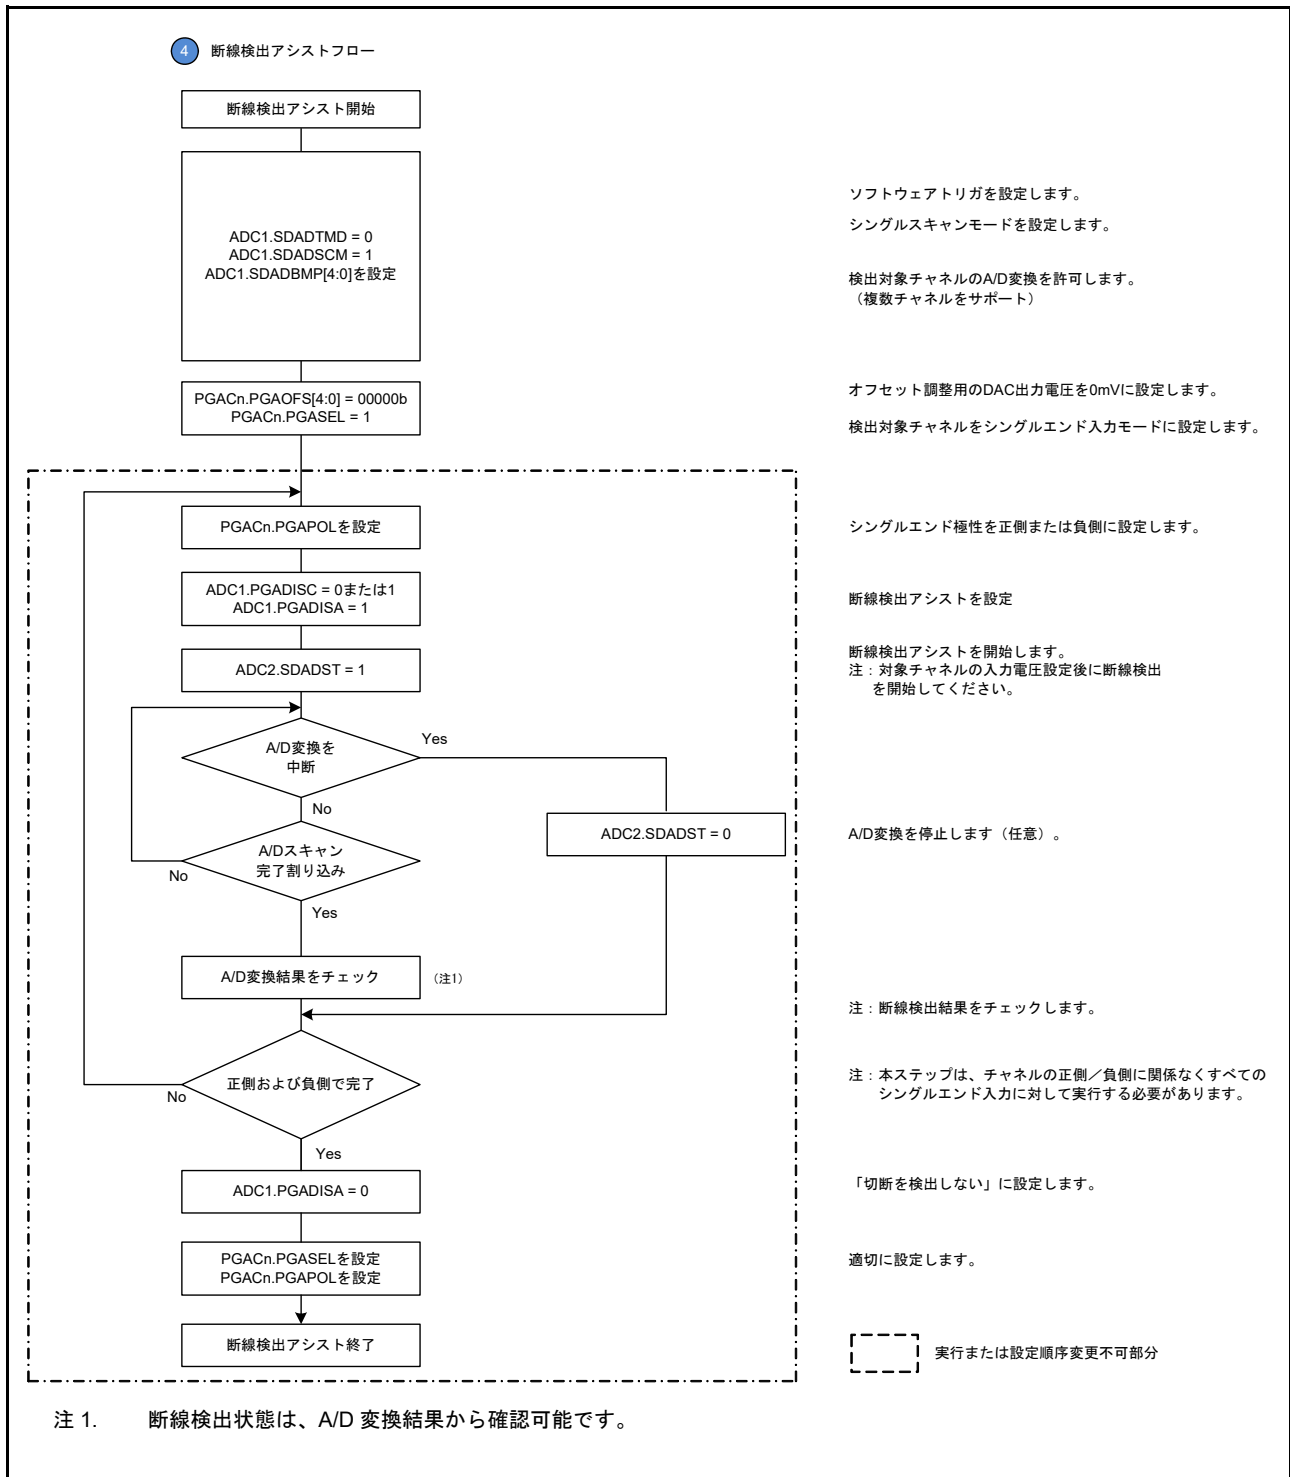 4 断線検出アシストフロー
断線検出アシスト開始
ADC1.SDADTMD = 0
ADC1.SDADSCM = 1
ADC1.SDADBMP[4:0]を設定
ソフトウェアトリガを設定します。
シングルスキャンモードを設定します。
検出対象チャネルのA/D変換を許可します。
（複数チャネルをサポート）
PGACn.PGAOFS[4:0] = 00000b
PGACn.PGASEL = 1
オフセット調整用のDAC出力電圧を0mVに設定します。
検出対象チャネルをシングルエンド入力モードに設定します。
PGACn.PGAPOLを設定
シングルエンド極性を正側または負側に設定します。
ADC1.PGADISC = 0または1
ADC1.PGADISA = 1
断線検出アシストを設定
ADC2.SDADST = 1
断線検出アシストを開始します。
注：対象チャネルの入力電圧設定後に断線検出
を開始してください。
A/D変換を
中断
Yes
No
ADC2.SDADST = 0
A/D変換を停止します（任意）。
A/Dスキャン
完了割り込み
No
Yes
A/D変換結果をチェック
（注1）
注：断線検出結果をチェックします。
正側および負側で完了
No
Yes
注：本ステップは、チャネルの正側／負側に関係なくすべての
シングルエンド入力に対して実行する必要があります。
ADC1.PGADISA = 0
「切断を検出しない」に設定します。
PGACn.PGASELを設定
PGACn.PGAPOLを設定
適切に設定します。
断線検出アシスト終了
実行または設定順序変更不可部分
注 1. 断線検出状態は、A/D 変換結果から確認可能です。